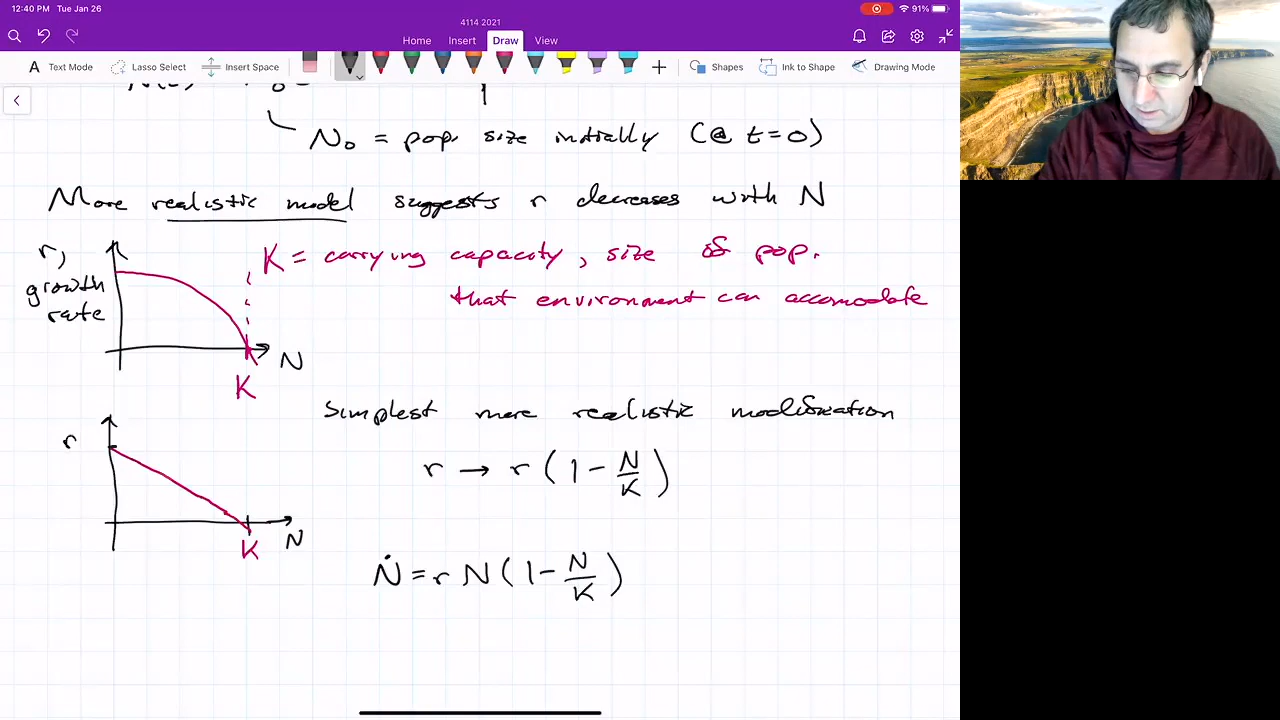 12:40 PM Tue Jan 26
91%
4114 2021
Home Insert Draw View
Text Mode Lasso Select Insert Space Shapes Ink to Shape Drawing Mode
N₀ = pop. size initially (@ t=0)
More realistic model suggests r decreases with N
r, growth rate
K = carrying capacity, size of pop.
that environment can accomodate
N
K
Simplest more realistic modification
r
r → r (1 - N/K)
N
K
Ṅ = r N (1 - N/K)